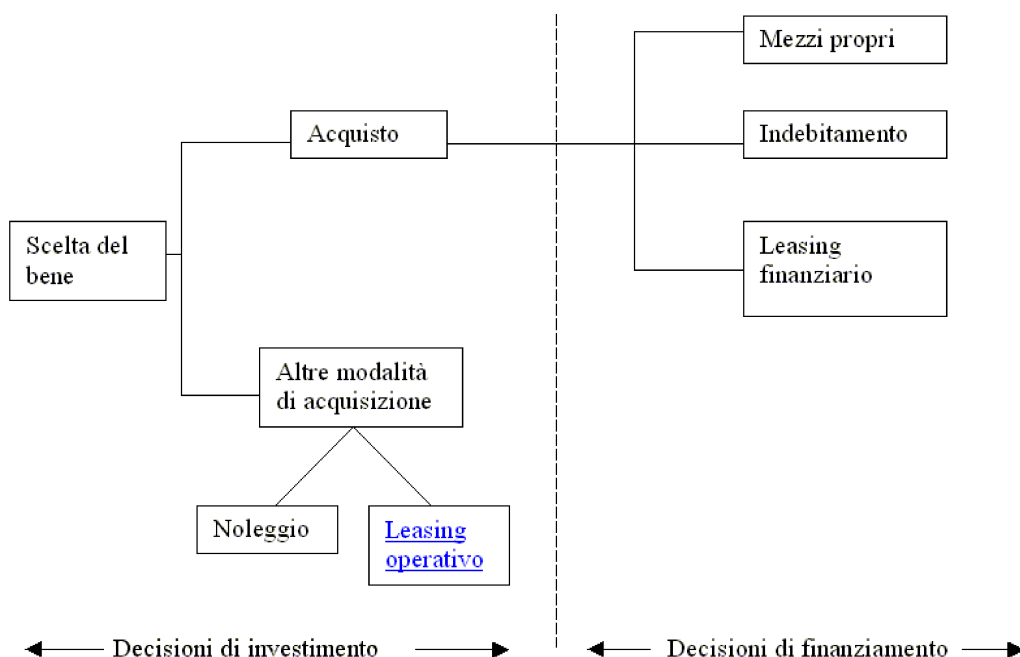 Mezzi propri
Acquisto
Indebitamento
Scelta del
bene
Leasing
finanziario
Altre modalità
di acquisizione
Noleggio
Leasing
operativo
Decisioni di investimento
Decisioni di finanziamento